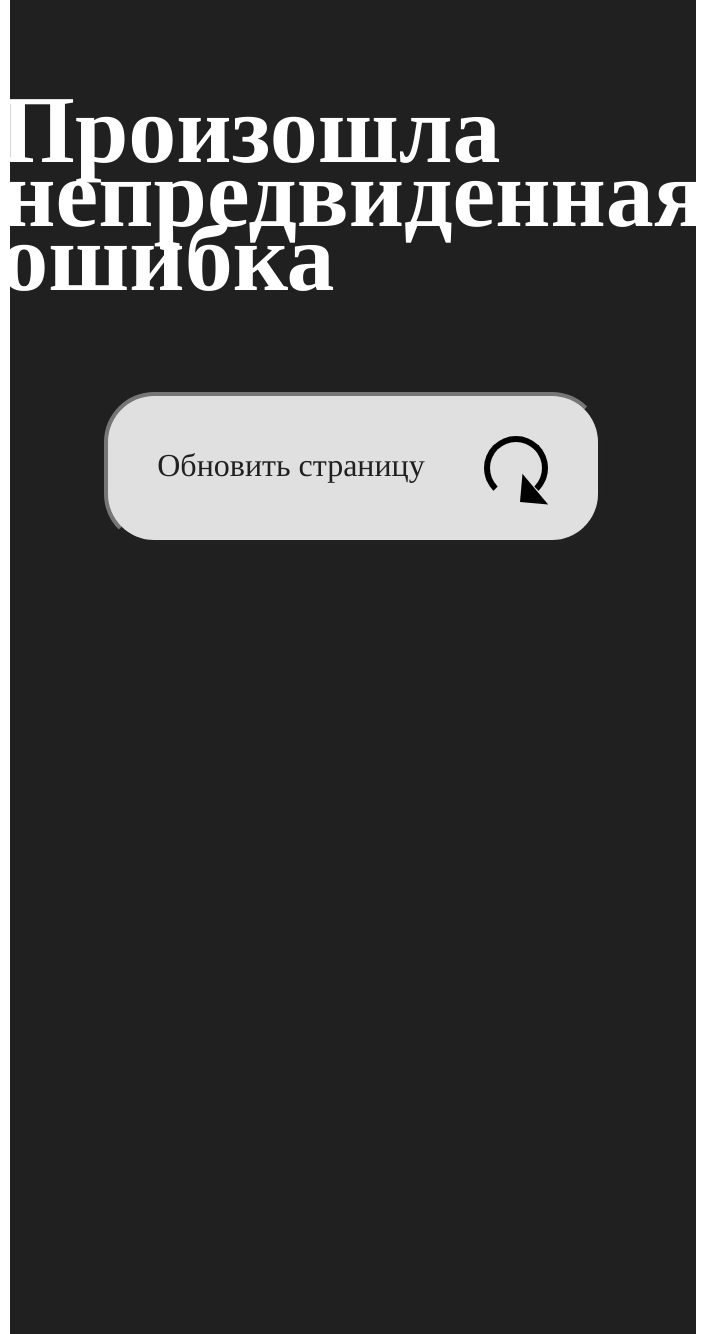 Произошла
непредвиденная
ошибка
Обновить страницу